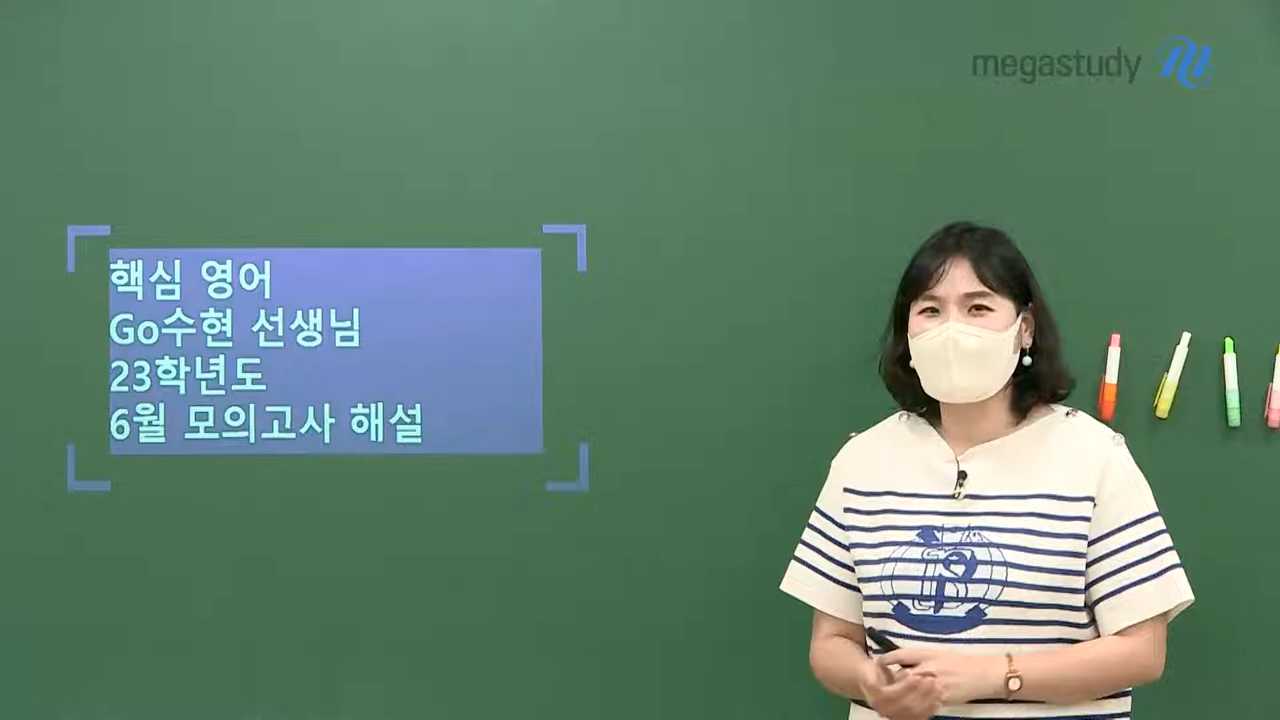 megastudy
핵심 영어
Go수현 선생님
23학년도
6월 모의고사 해설